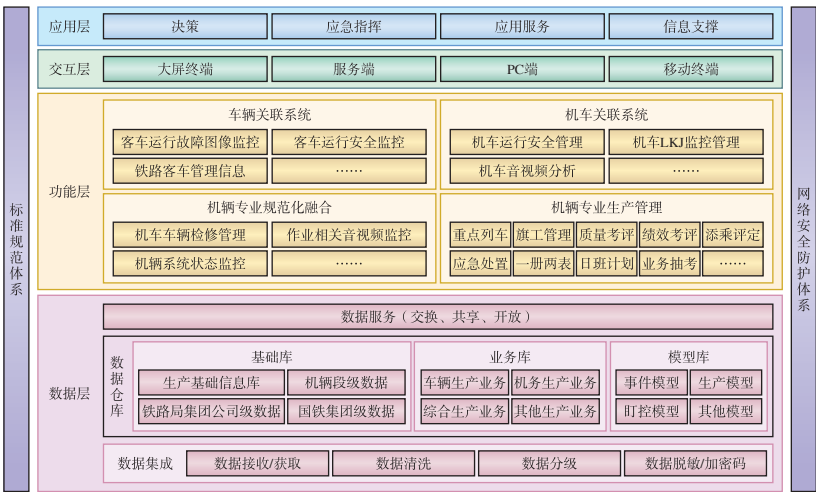 标准规范体系
应用层
决策
应急指挥
应用服务
信息支撑
交互层
大屏终端
服务端
PC端
移动终端
功能层
车辆关联系统
客车运行故障图像监控
客车运行安全监控
铁路客车管理信息
……
机车关联系统
机车运行安全管理
机车LKJ监控管理
机车音视频分析
……
机辆专业规范化融合
机车车辆检修管理
作业相关音视频监控
机辆系统状态监控
……
机辆专业生产管理
重点列车
旗工管理
质量考评
绩效考评
添乘评定
应急处置
一册两表
日班计划
业务抽考
……
数据层
数据服务（交换、共享、开放）
数据仓库
基础库
生产基础信息库
机辆段级数据
铁路局集团公司级数据
国铁集团级数据
业务库
车辆生产业务
机务生产业务
综合生产业务
其他生产业务
模型库
事件模型
生产模型
盯控模型
其他模型
数据集成
数据接收/获取
数据清洗
数据分级
数据脱敏/加密码
网络安全防护体系